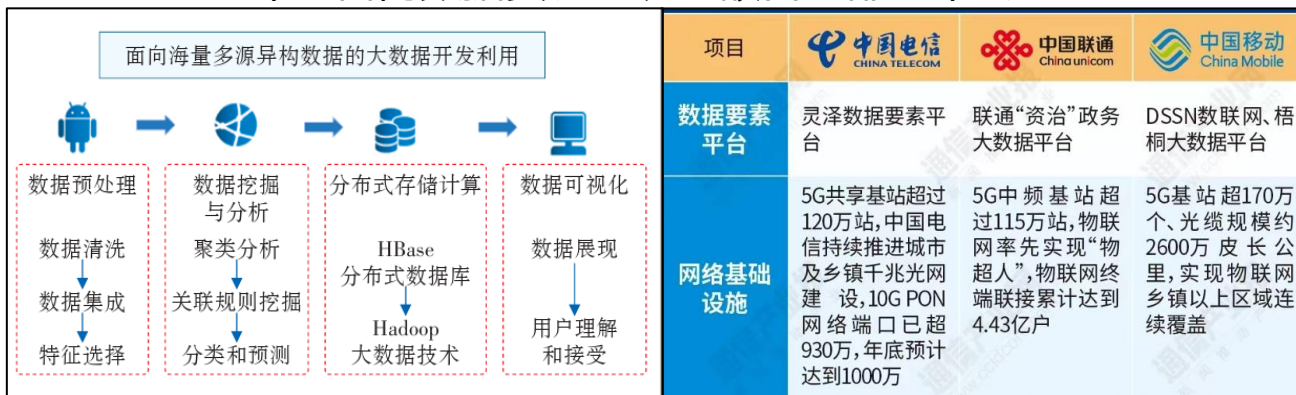 面向海量多源异构数据的大数据开发利用
数据预处理
数据清洗
数据集成
特征选择
数据挖掘
与分析
聚类分析
关联规则挖掘
分类和预测
分布式存储计算
HBase
分布式数据库
Hadoop
大数据技术
数据可视化
数据展现
用户理解
和接受
项目
中国电信
CHINA TELECOM
中国联通
China unicom
中国移动
China Mobile
数据要素
平台
灵泽数据要素平
台
联通“资治”政务
大数据平台
DSSN数联网、梧
桐大数据平台
网络基础
设施
5G共享基站超过
120万站,中国电
信持续推进城市
及乡镇千兆光网
建设,10G PON
网络端口已超
930万,年底预计
达到1000万
5G中频基站超
过115万站,物联
网率先实现“物
超人”,物联网终
端联接累计达到
4.43亿户
5G基站超170万
个、光缆规模约
2600万皮长公
里,实现物联网
乡镇以上区域连
续覆盖